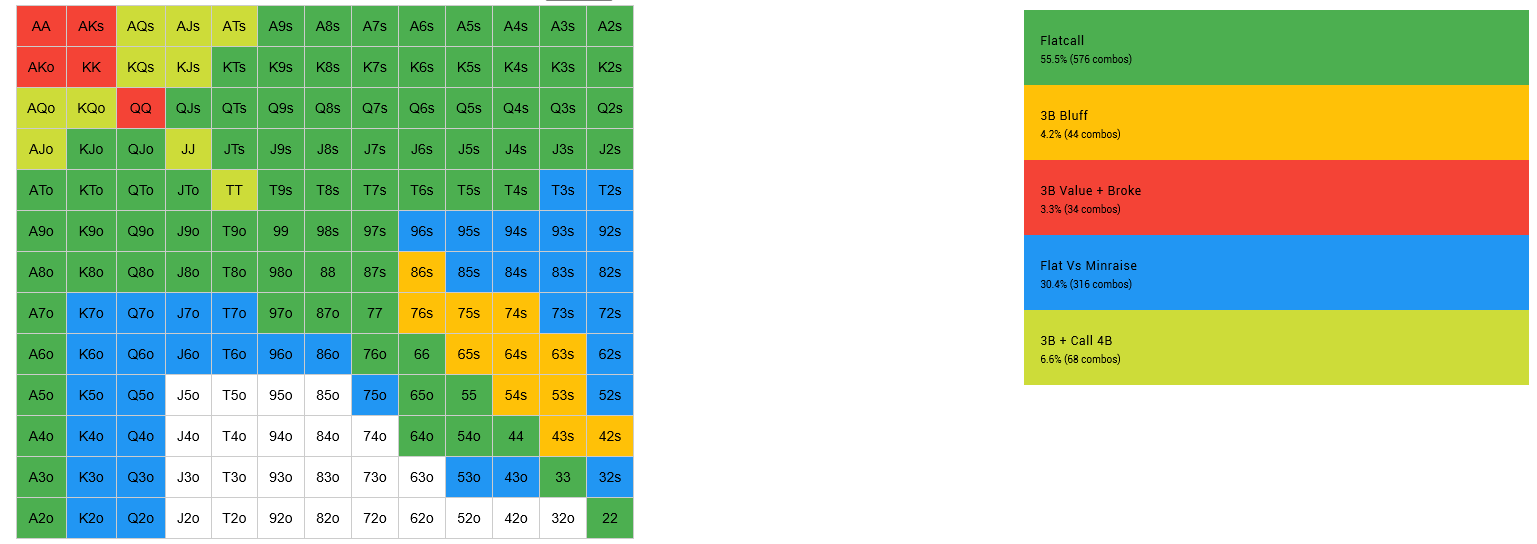 AA AKs AQs AJs ATs A9s A8s A7s A6s A5s A4s A3s A2s
AKo KK KQs KJs KTs K9s K8s K7s K6s K5s K4s K3s K2s
AQo KQo QQ QJs QTs Q9s Q8s Q7s Q6s Q5s Q4s Q3s Q2s
AJo KJo QJo JJ JTs J9s J8s J7s J6s J5s J4s J3s J2s
ATo KTo QTo JTo TT T9s T8s T7s T6s T5s T4s T3s T2s
A9o K9o Q9o J9o T9o 99 98s 97s 96s 95s 94s 93s 92s
A8o K8o Q8o J8o T8o 98o 88 87s 86s 85s 84s 83s 82s
A7o K7o Q7o J7o T7o 97o 87o 77 76s 75s 74s 73s 72s
A6o K6o Q6o J6o T6o 96o 86o 76o 66 65s 64s 63s 62s
A5o K5o Q5o J5o T5o 95o 85o 75o 65o 55 54s 53s 52s
A4o K4o Q4o J4o T4o 94o 84o 74o 64o 54o 44 43s 42s
A3o K3o Q3o J3o T3o 93o 83o 73o 63o 53o 43o 33 32s
A2o K2o Q2o J2o T2o 92o 82o 72o 62o 52o 42o 32o 22
Flatcall
55.5% (576 combos)
3B Bluff
4.2% (44 combos)
3B Value + Broke
3.3% (34 combos)
Flat Vs Minraise
30.4% (316 combos)
3B + Call 4B
6.6% (68 combos)